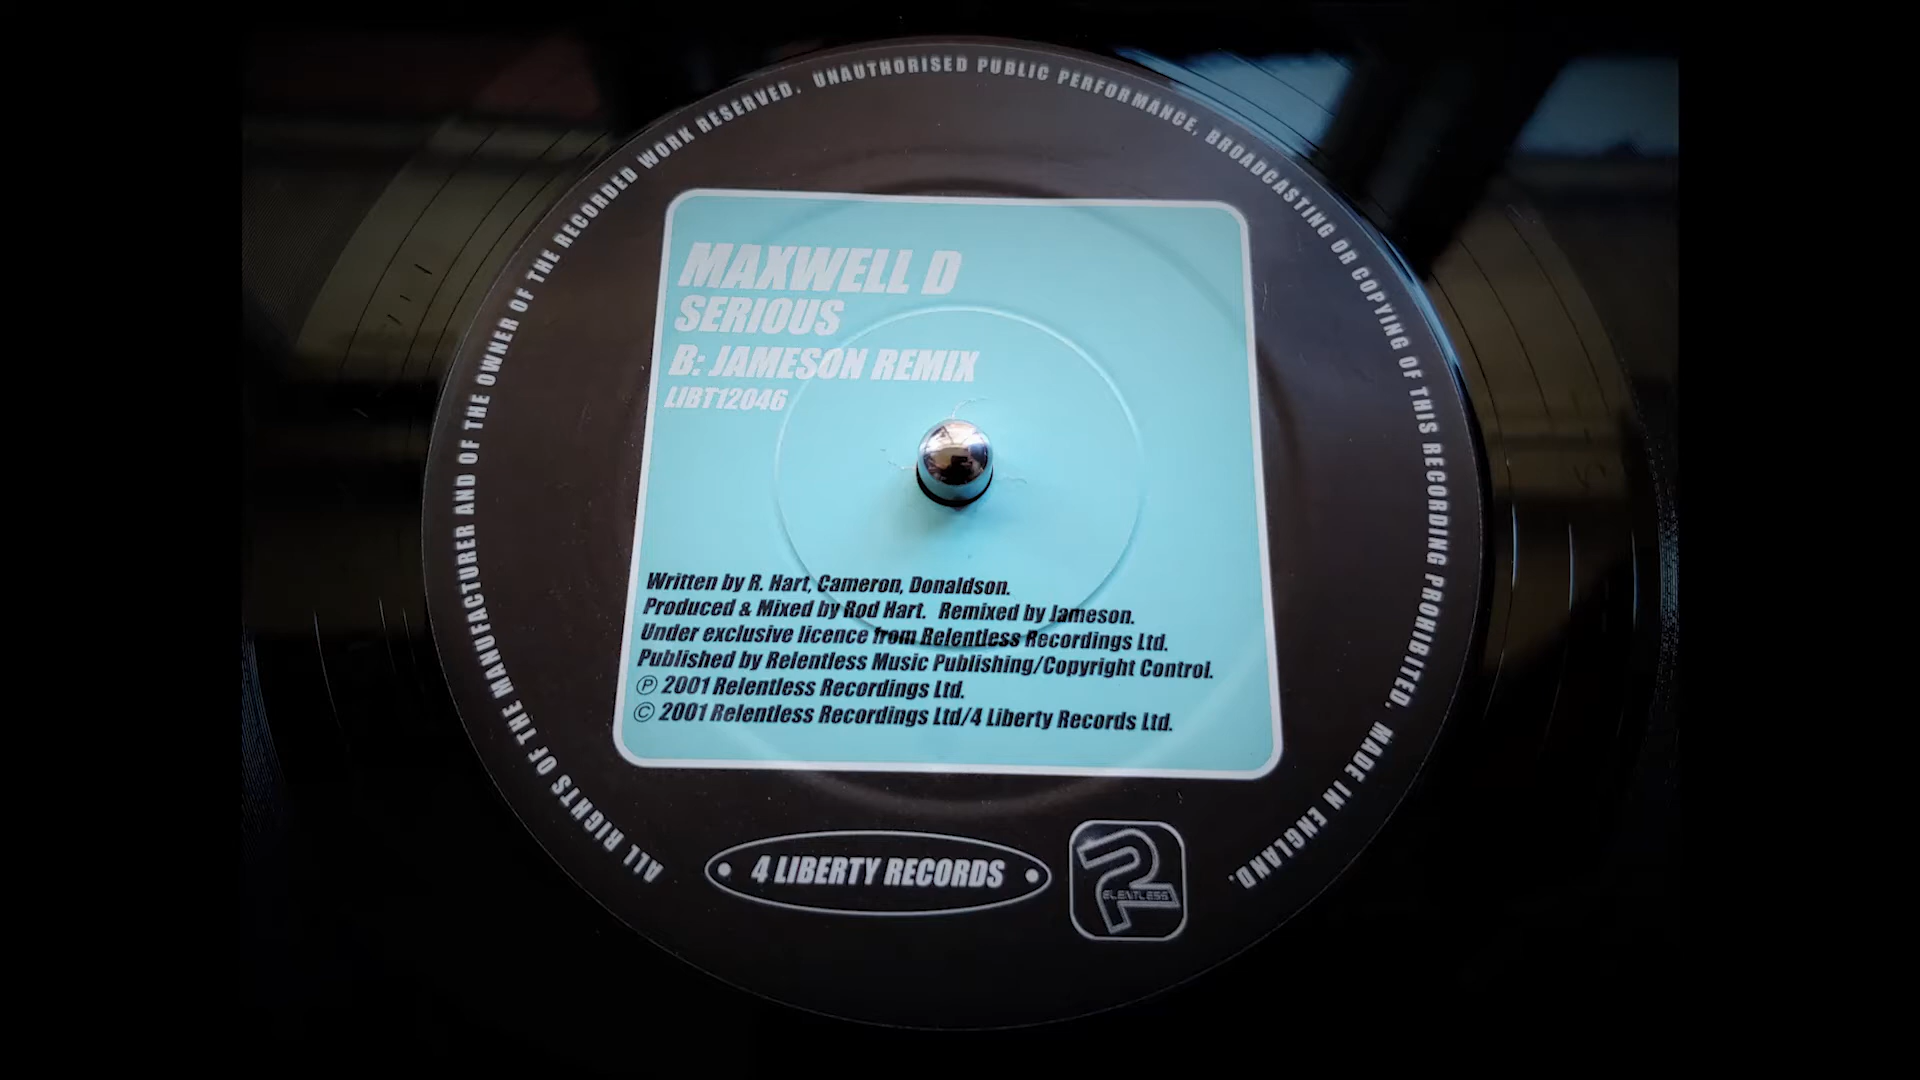 ALL RIGHTS OF THE MANUFACTURER AND OF THE OWNER OF THE RECORDED WORK RESERVED. UNAUTHORISED PUBLIC PERFORMANCE, BROADCASTING OR COPYING OF THIS RECORDING PROHIBITED. MADE IN ENGLAND.
MAXWELL D
SERIOUS
B: JAMESON REMIX
LIBT12046
Written by R. Hart, Cameron, Donaldson.
Produced & Mixed by Rod Hart. Remixed by Jameson.
Under exclusive licence from Relentless Recordings Ltd.
Published by Relentless Music Publishing/Copyright Control.
Ⓟ 2001 Relentless Recordings Ltd.
© 2001 Relentless Recordings Ltd/4 Liberty Records Ltd.
4 LIBERTY RECORDS
RELENTLESS